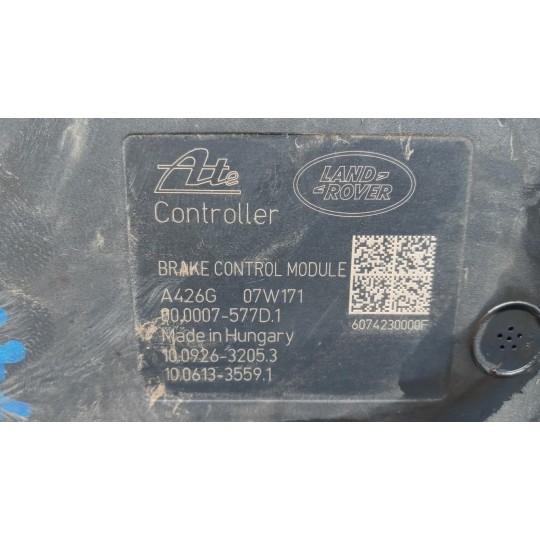 Ate
LAND
ROVER
Controller
BRAKE CONTROL MODULE
A426G 07W171
00.0007-577D.1
6074230000F
Made in Hungary
10.0926-3205.3
10.0613-3559.1